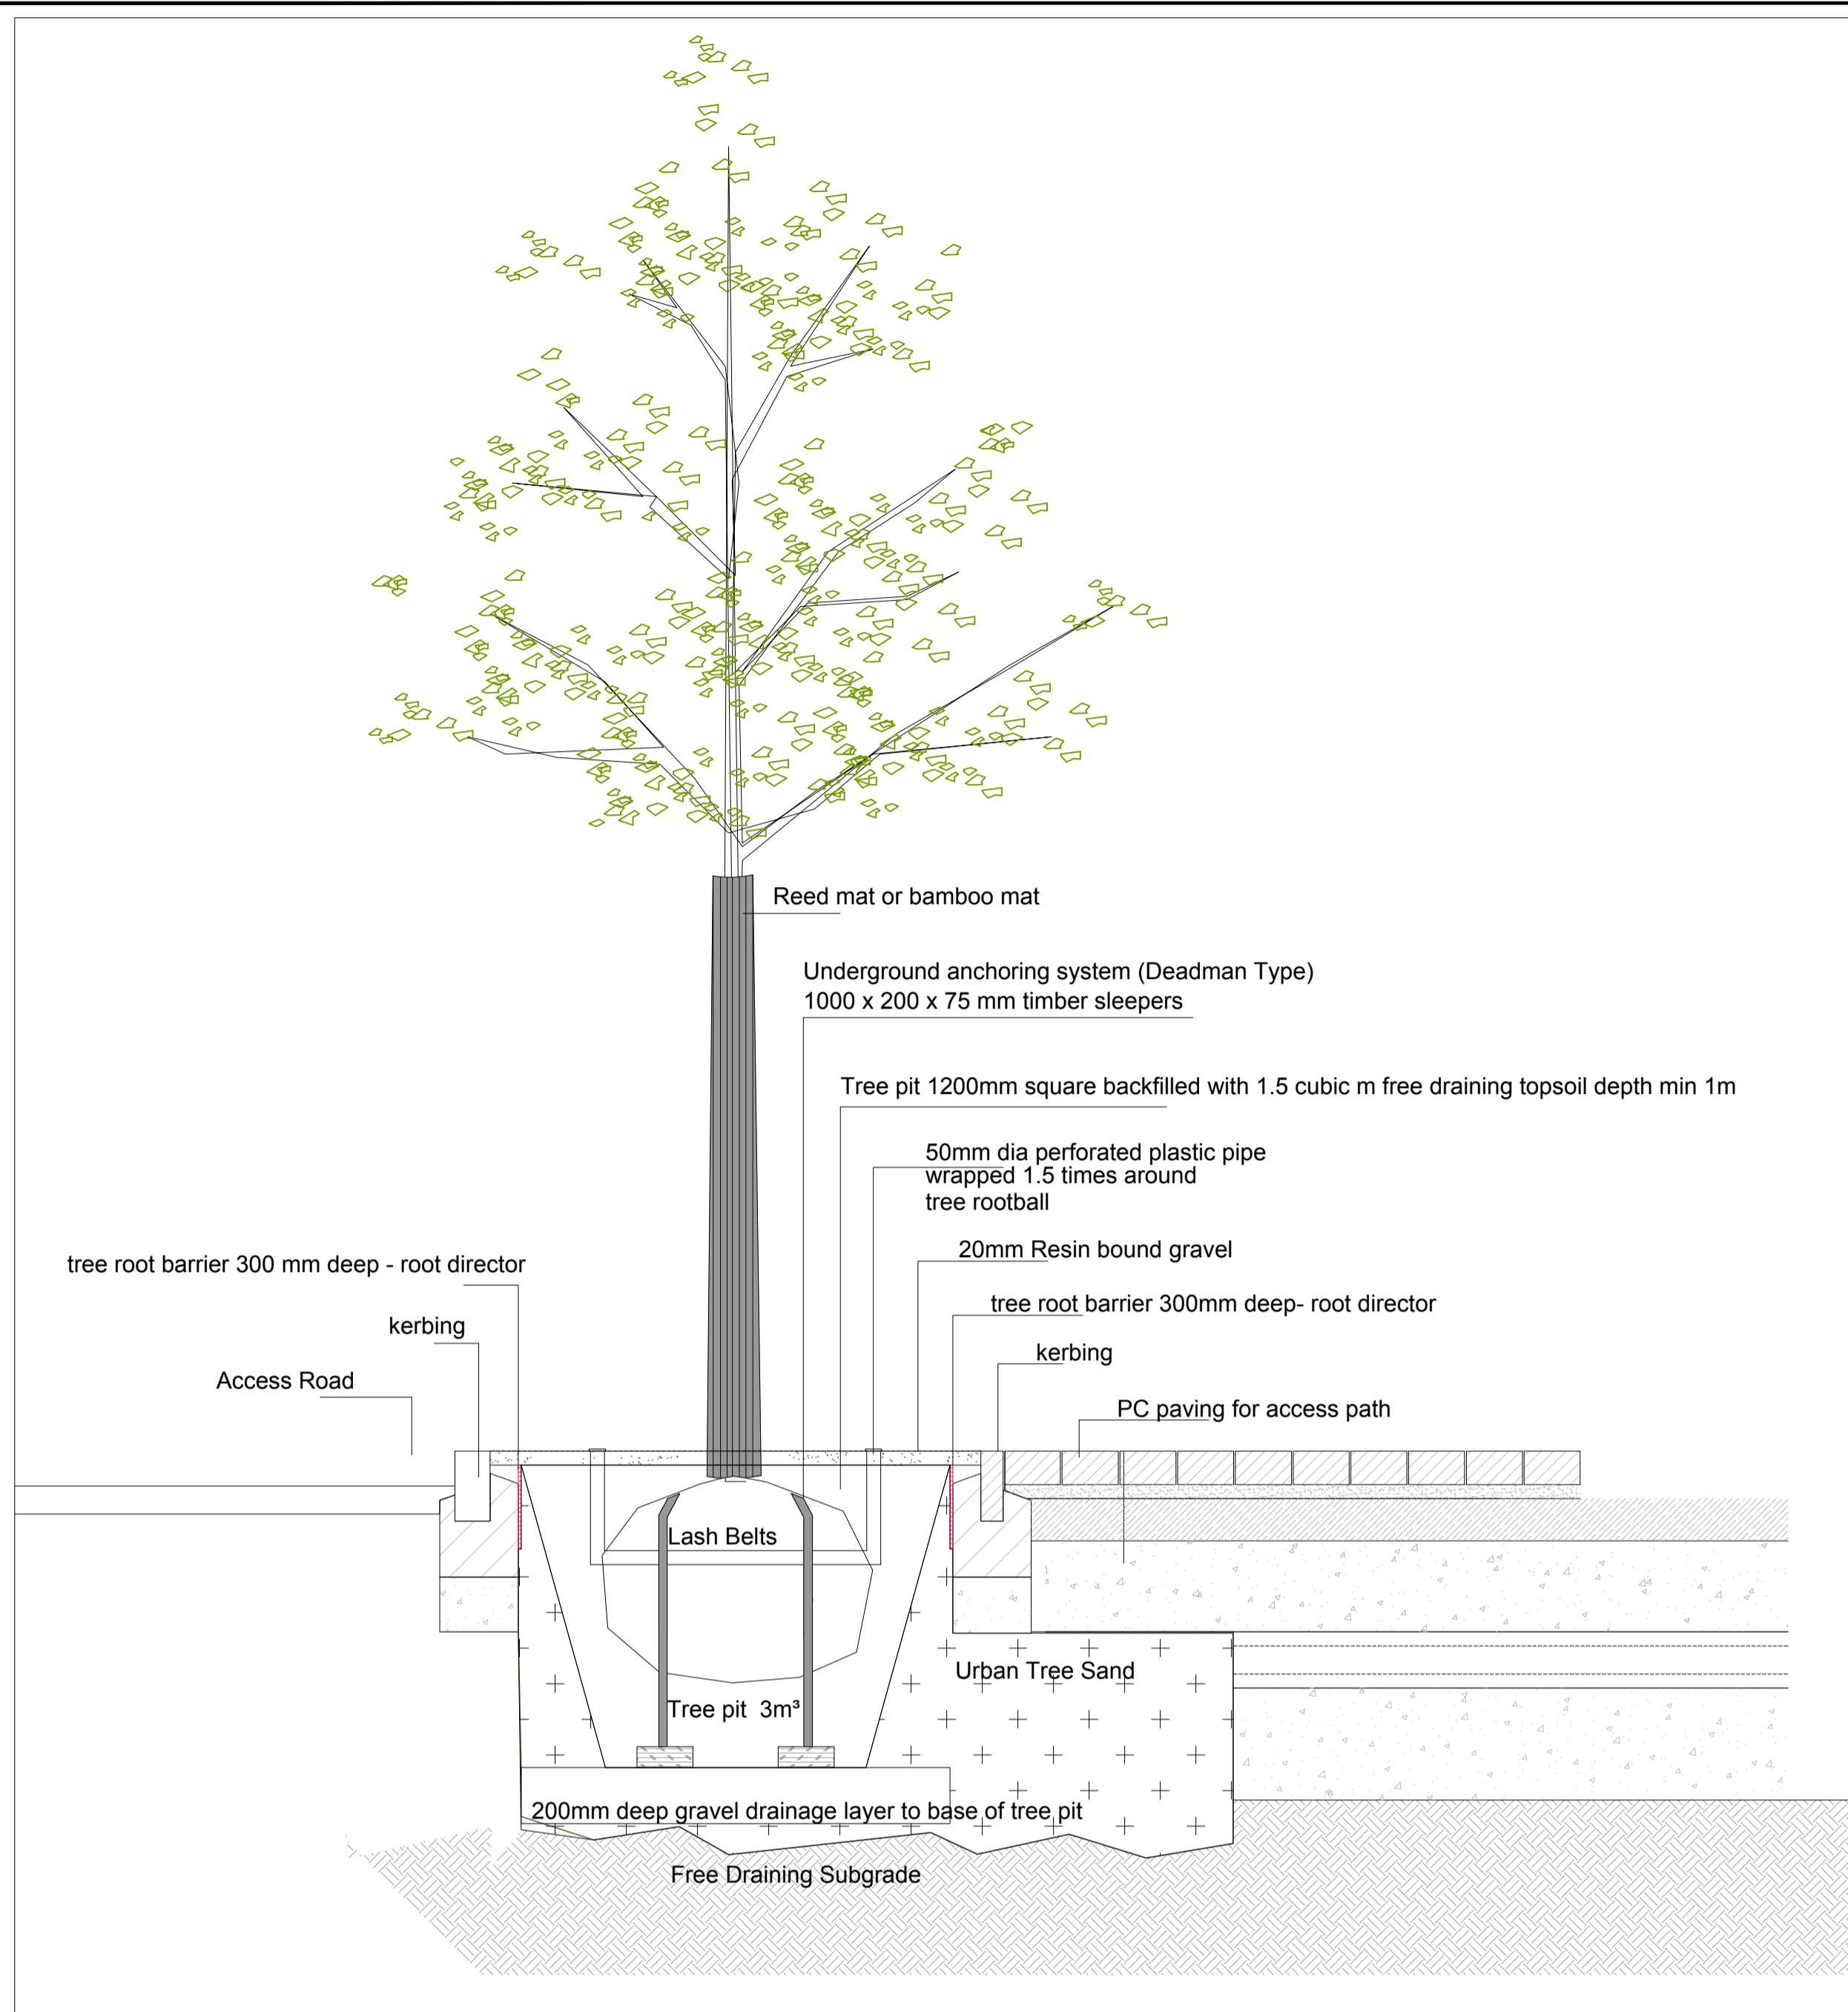 Reed mat or bamboo mat
Underground anchoring system (Deadman Type)
1000 x 200 x 75 mm timber sleepers
Tree pit 1200mm square backfilled with 1.5 cubic m free draining topsoil depth min 1m
50mm dia perforated plastic pipe
wrapped 1.5 times around
tree rootball
20mm Resin bound gravel
tree root barrier 300 mm deep - root director
tree root barrier 300mm deep- root director
kerbing
kerbing
Access Road
PC paving for access path
Lash Belts
Urban Tree Sand
Tree pit 3m³
200mm deep gravel drainage layer to base of tree pit
Free Draining Subgrade